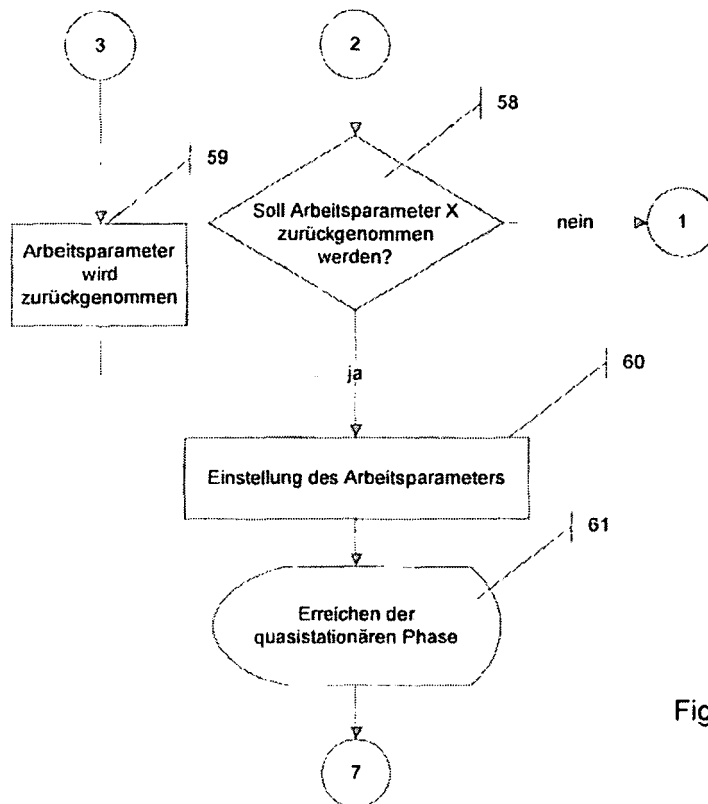 3
2
58
59
Soll Arbeitsparameter X
zurückgenommen
werden?
nein
1
Arbeitsparameter
wird
zurückgenommen
ja
60
Einstellung des Arbeitsparameters
61
Erreichen der
quasistationären Phase
Fig
7